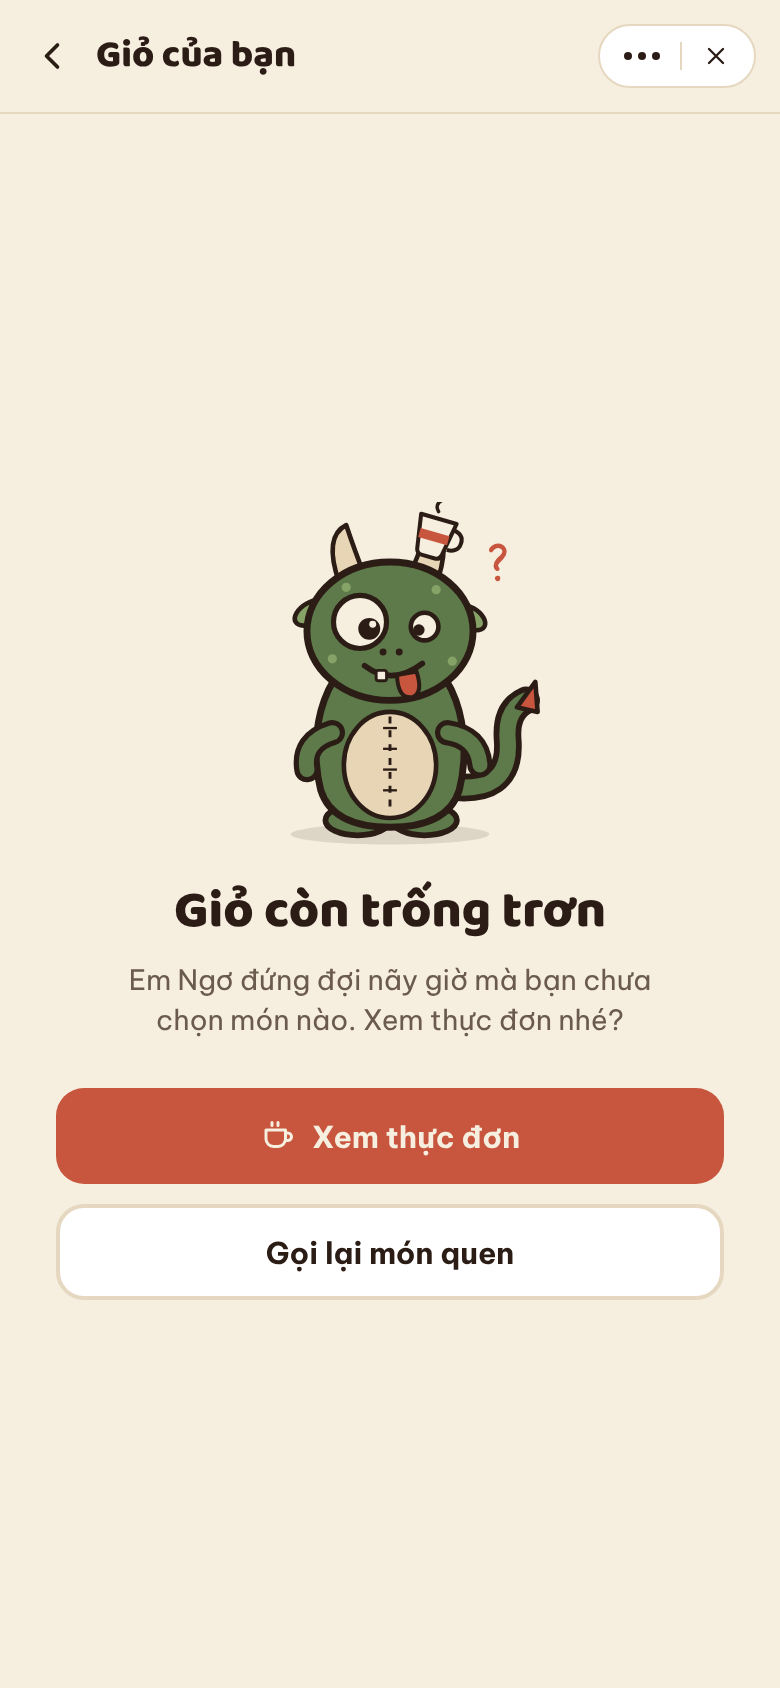 Giỏ của bạn
?
Giỏ còn trống trơn
Em Ngơ đứng đợi nãy giờ mà bạn chưa
chọn món nào. Xem thực đơn nhé?
Xem thực đơn
Gọi lại món quen